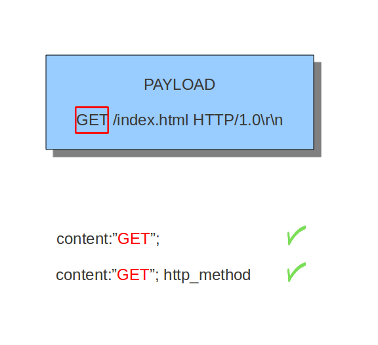 PAYLOAD
GET /index.html HTTP/1.0\r\n
content:”GET”;
content:”GET”; http_method